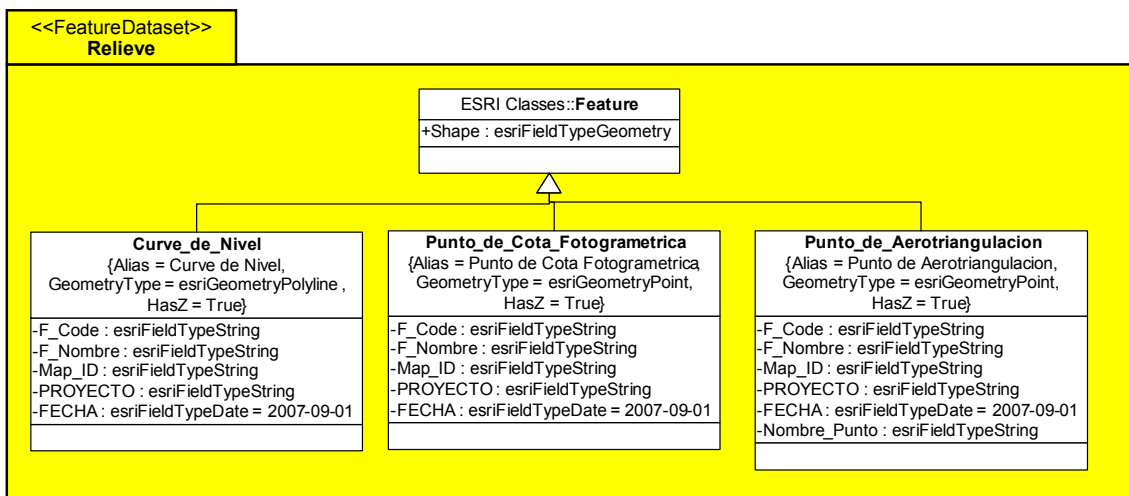 <<FeatureDataset>>
Relieve
ESRI Classes::Feature
+Shape : esriFieldTypeGeometry
Curve_de_Nivel
{Alias = Curve de Nivel,
GeometryType = esriGeometryPolyline ,
HasZ = True}
-F_Code : esriFieldTypeString
-F_Nombre : esriFieldTypeString
-Map_ID : esriFieldTypeString
-PROYECTO : esriFieldTypeString
-FECHA : esriFieldTypeDate = 2007-09-01
Punto_de_Cota_Fotogrametrica
{Alias = Punto de Cota Fotogrametrica,
GeometryType = esriGeometryPoint,
HasZ = True}
-F_Code : esriFieldTypeString
-F_Nombre : esriFieldTypeString
-Map_ID : esriFieldTypeString
-PROYECTO : esriFieldTypeString
-FECHA : esriFieldTypeDate = 2007-09-01
Punto_de_Aerotriangulacion
{Alias = Punto de Aerotriangulacion,
GeometryType = esriGeometryPoint,
HasZ = True}
-F_Code : esriFieldTypeString
-F_Nombre : esriFieldTypeString
-Map_ID : esriFieldTypeString
-PROYECTO : esriFieldTypeString
-FECHA : esriFieldTypeDate = 2007-09-01
-Nombre_Punto : esriFieldTypeString